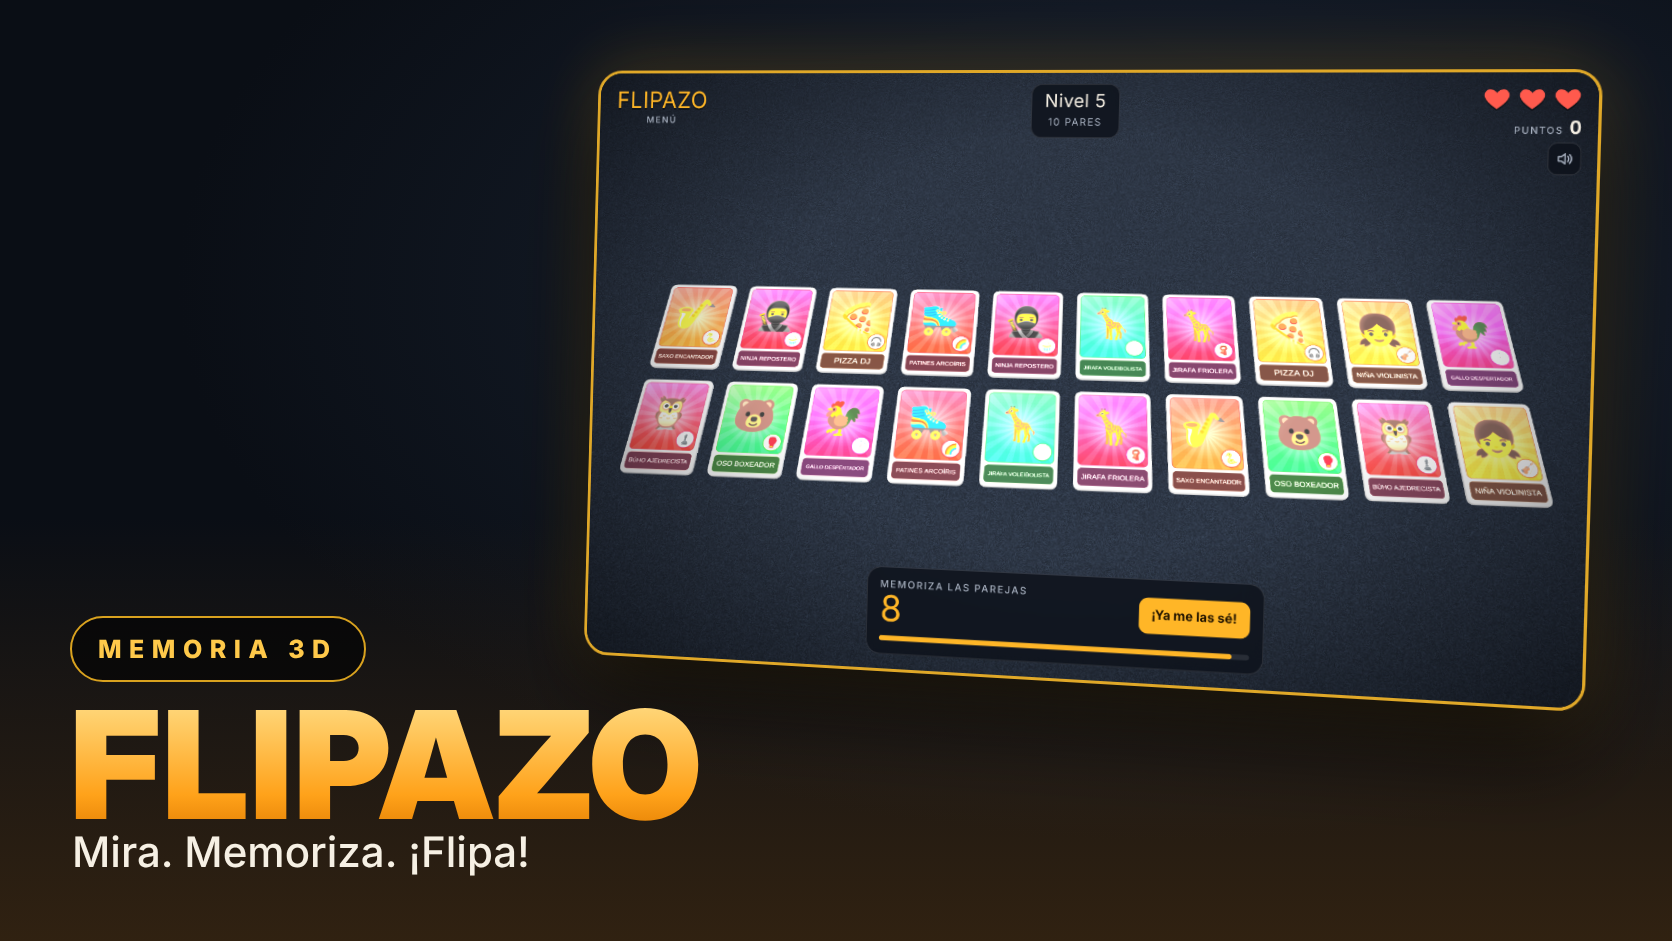 FLIPAZO
MENÚ
Nivel 5
10 PARES
PUNTOS 0
SAXO ENCANTADOR
NINJA REPOSTERO
PIZZA DJ
PATINES ARCOÍRIS
NINJA REPOSTERO
JIRAFA VOLEIBOLISTA
JIRAFA FRIOLERA
PIZZA DJ
NIÑA VIOLINISTA
GALLO DESPERTADOR
BÚHO AJEDRECISTA
OSO BOXEADOR
GALLO DESPERTADOR
PATINES ARCOÍRIS
JIRAFA VOLEIBOLISTA
JIRAFA FRIOLERA
SAXO ENCANTADOR
OSO BOXEADOR
BÚHO AJEDRECISTA
NIÑA VIOLINISTA
MEMORIZA LAS PAREJAS
8
¡Ya me las sé!
MEMORIA 3D
FLIPAZO
Mira. Memoriza. ¡Flipa!